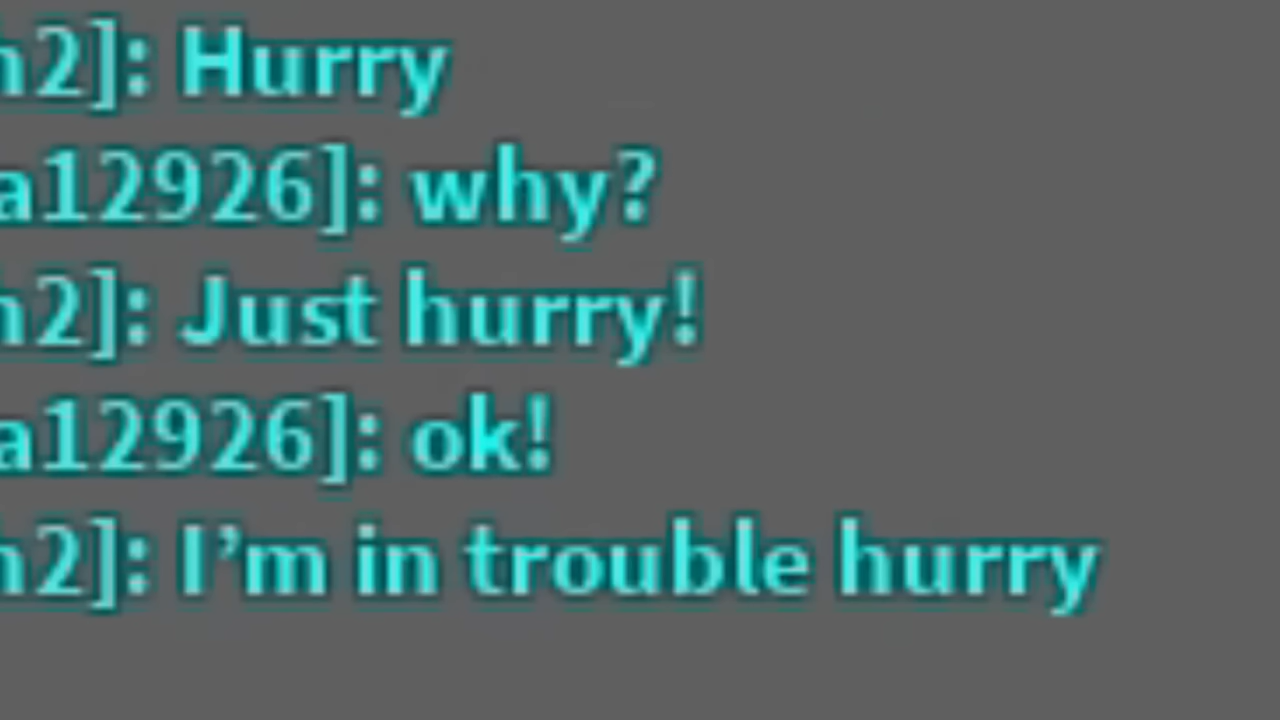 h2]: Hurry
a12926]: why?
h2]: Just hurry!
a12926]: ok!
h2]: I’m in trouble hurry